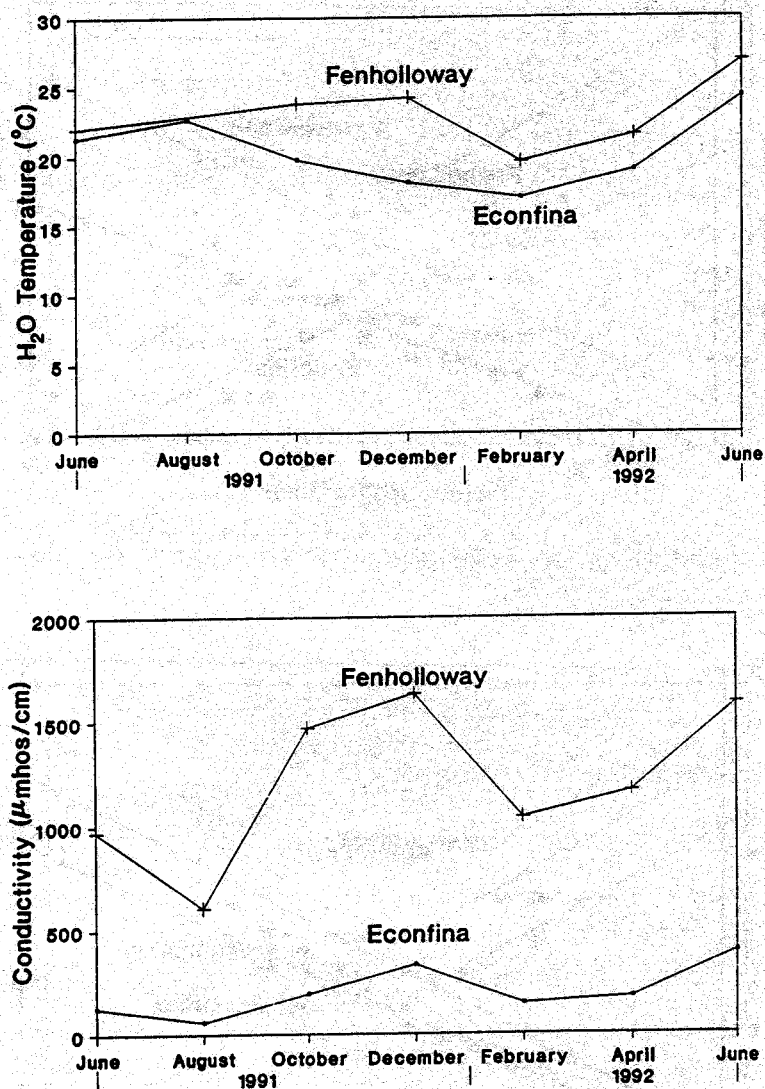 30
25
20
15
10
5
0
H₂O Temperature (°C)
Fenholloway
Econfina
June August October December February April June
1991 1992
2000
1500
1000
500
0
Conductivity (μmhos/cm)
Fenholloway
Econfina
June August October December February April June
1991 1992